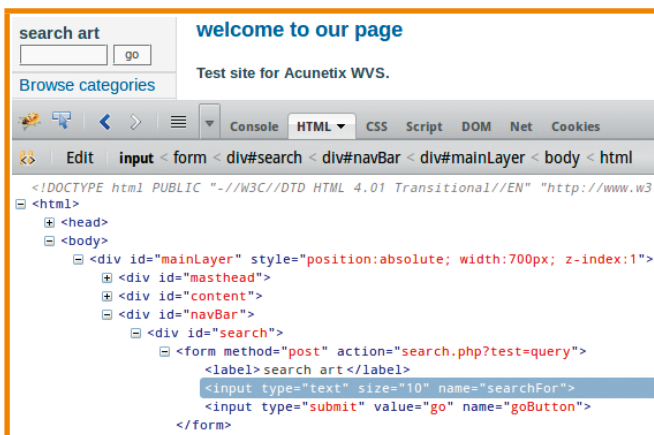 search art
go
Browse categories
welcome to our page
Test site for Acunetix WVS.
Console HTML CSS Script DOM Net Cookies
Edit input < form < div#search < div#navBar < div#mainLayer < body < html
<!DOCTYPE html PUBLIC "-//W3C//DTD HTML 4.01 Transitional//EN" "http://www.w3
<html>
<head>
<body>
<div id="mainLayer" style="position:absolute; width:700px; z-index:1">
<div id="masthead">
<div id="content">
<div id="navBar">
<div id="search">
<form method="post" action="search.php?test=query">
<label>search art</label>
<input type="text" size="10" name="searchFor">
<input type="submit" value="go" name="goButton">
</form>